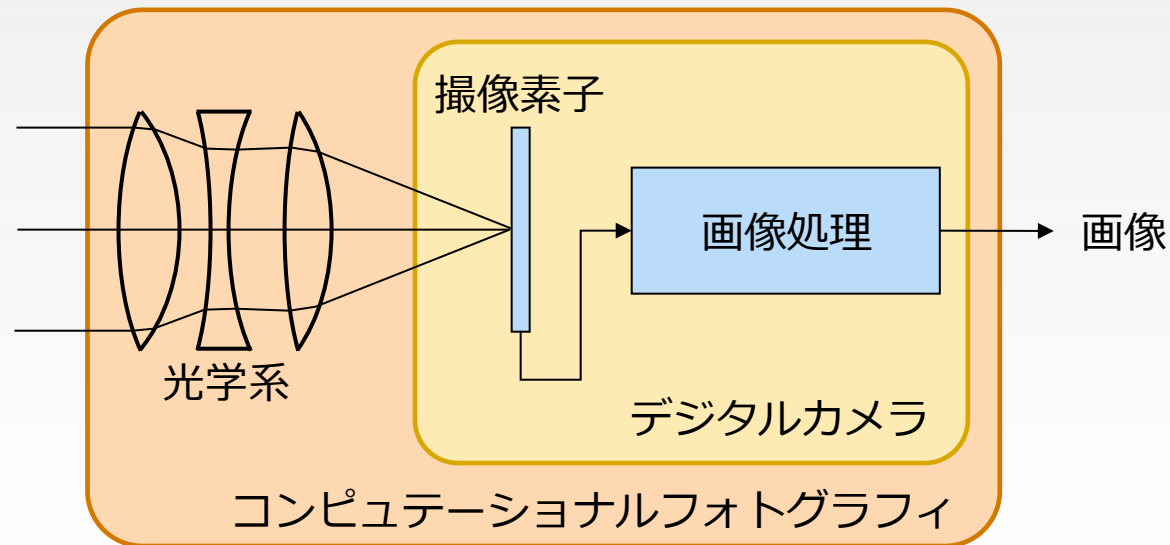 撮像素子
画像処理
画像
光学系
デジタルカメラ
コンピュテーショナルフォトグラフィ